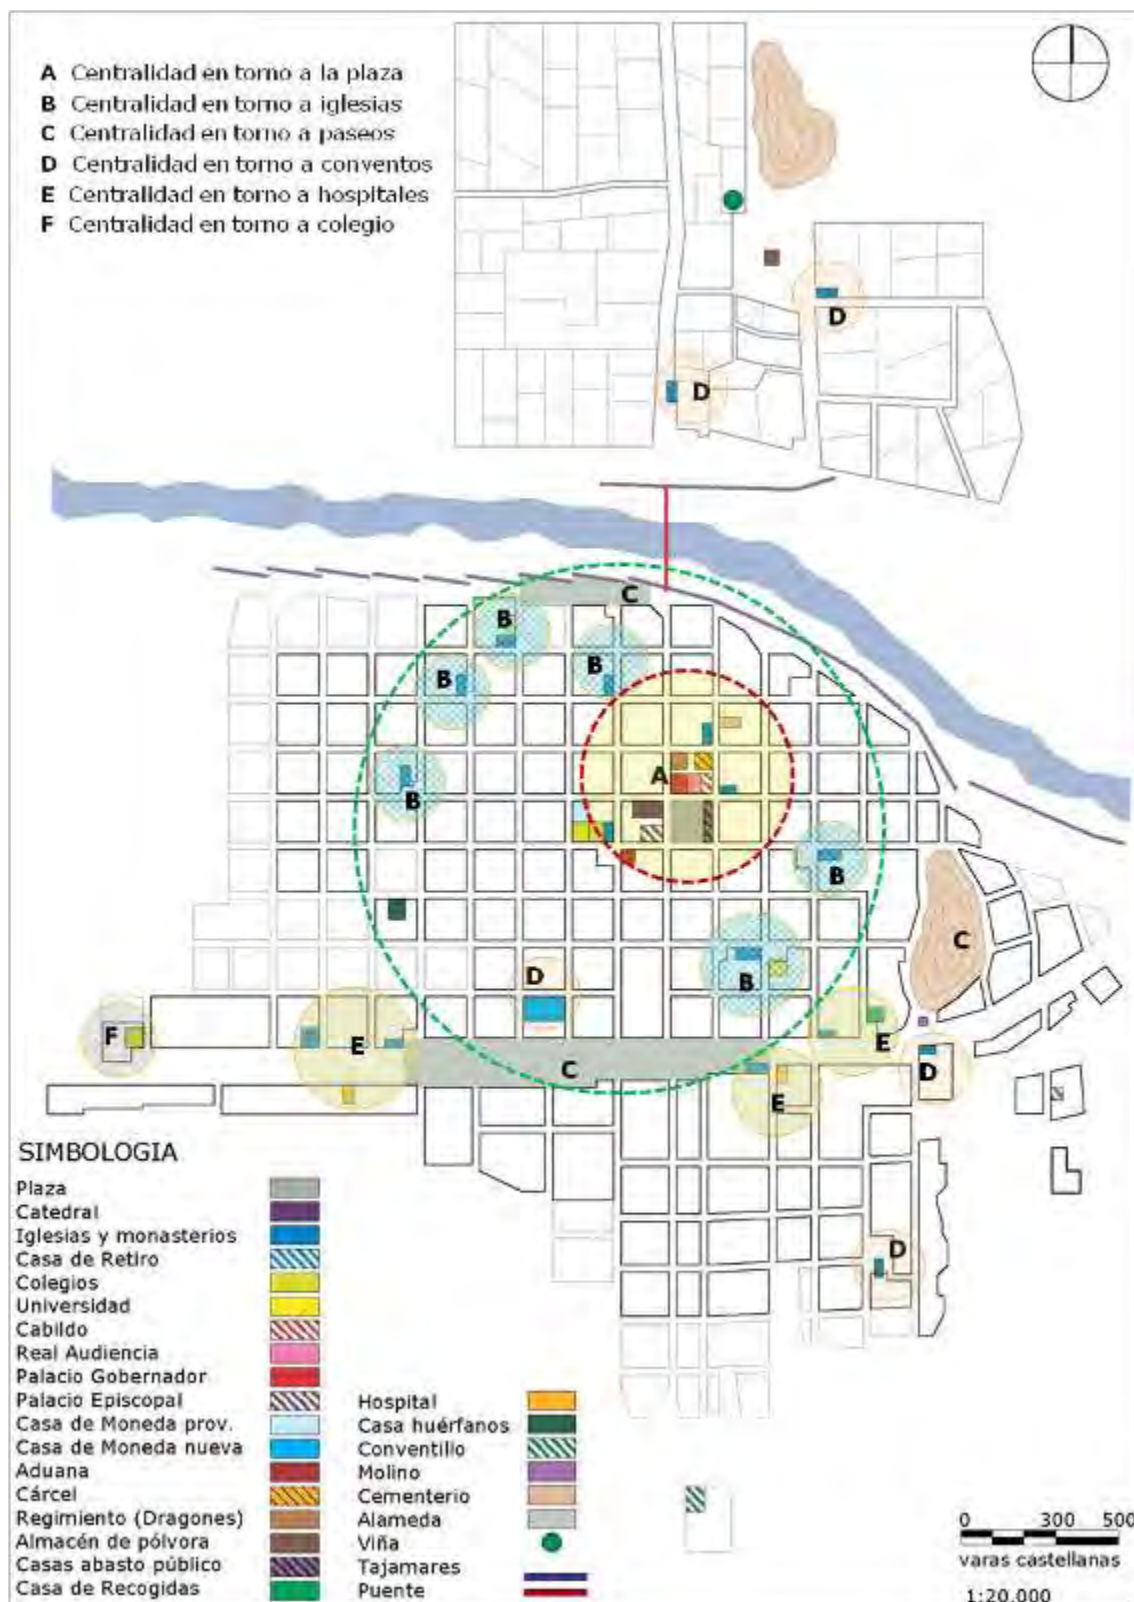 A Centralidad en torno a la plaza
B Centralidad en torno a iglesias
C Centralidad en torno a paseos
D Centralidad en torno a conventos
E Centralidad en torno a hospitales
F Centralidad en torno a colegio
D
D
C
B
B
B
A
B
B
C
D
B
F
E
E
D
C
E
D
SIMBOLOGIA
Plaza
Catedral
Iglesias y monasterios
Casa de Retiro
Colegios
Universidad
Cabildo
Real Audiencia
Palacio Gobernador
Palacio Episcopal
Casa de Moneda prov.
Casa de Moneda nueva
Aduana
Cárcel
Regimiento (Dragones)
Almacén de pólvora
Casas abasto público
Casa de Recogidas
Hospital
Casa huérfanos
Conventillo
Molino
Cementerio
Alameda
Viña
Tajamares
Puente
0 300 500
varas castellanas
1:20.000